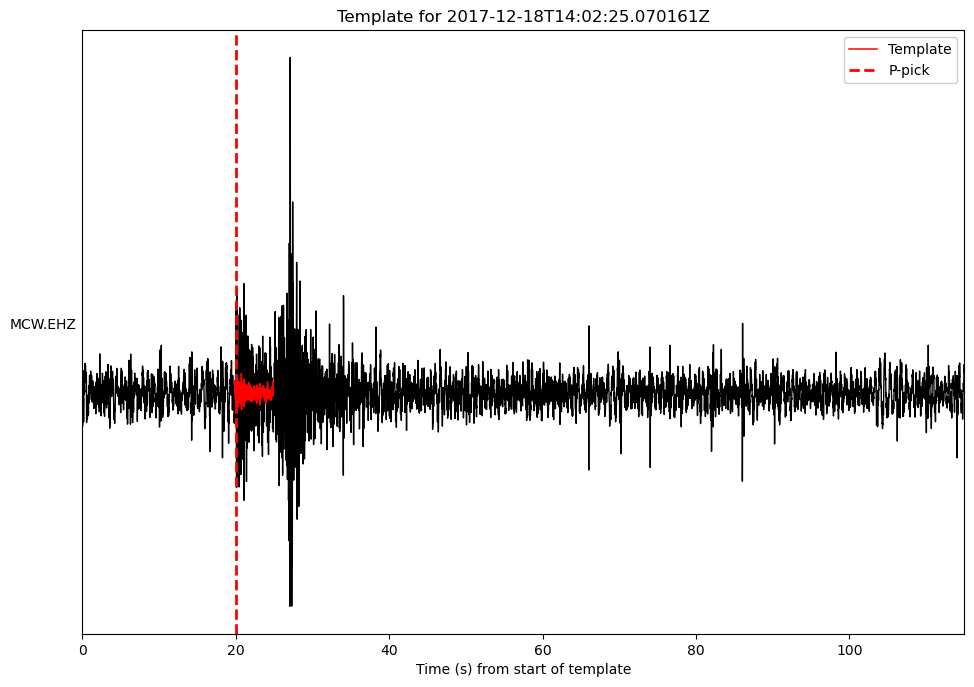 Template for 2017-12-18T14:02:25.070161Z
Template
P-pick
MCW.EHZ
0 20 40 60 80 100
Time (s) from start of template